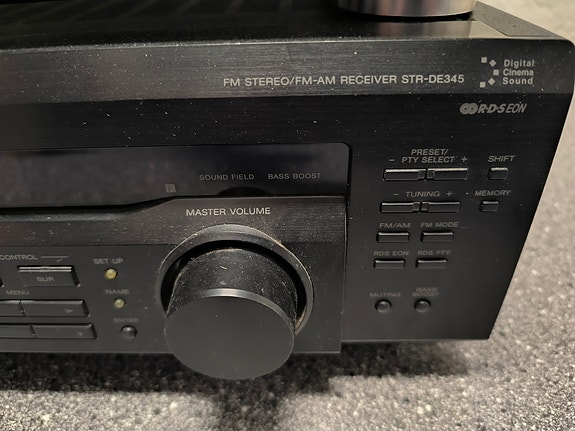 FM STEREO/FM-AM RECEIVER STR-DE345
Digital
Cinema
Sound
R·D·S EON
PRESET/
PTY SELECT
- +
SHIFT
SOUND FIELD BASS BOOST
- TUNING +
MEMORY
MASTER VOLUME
FM/AM FM MODE
CONTROL
SET UP
RDS EON RDS PTY
SUR
MENU
NAME
MUTING
BASS
BOOST
>
ENTER